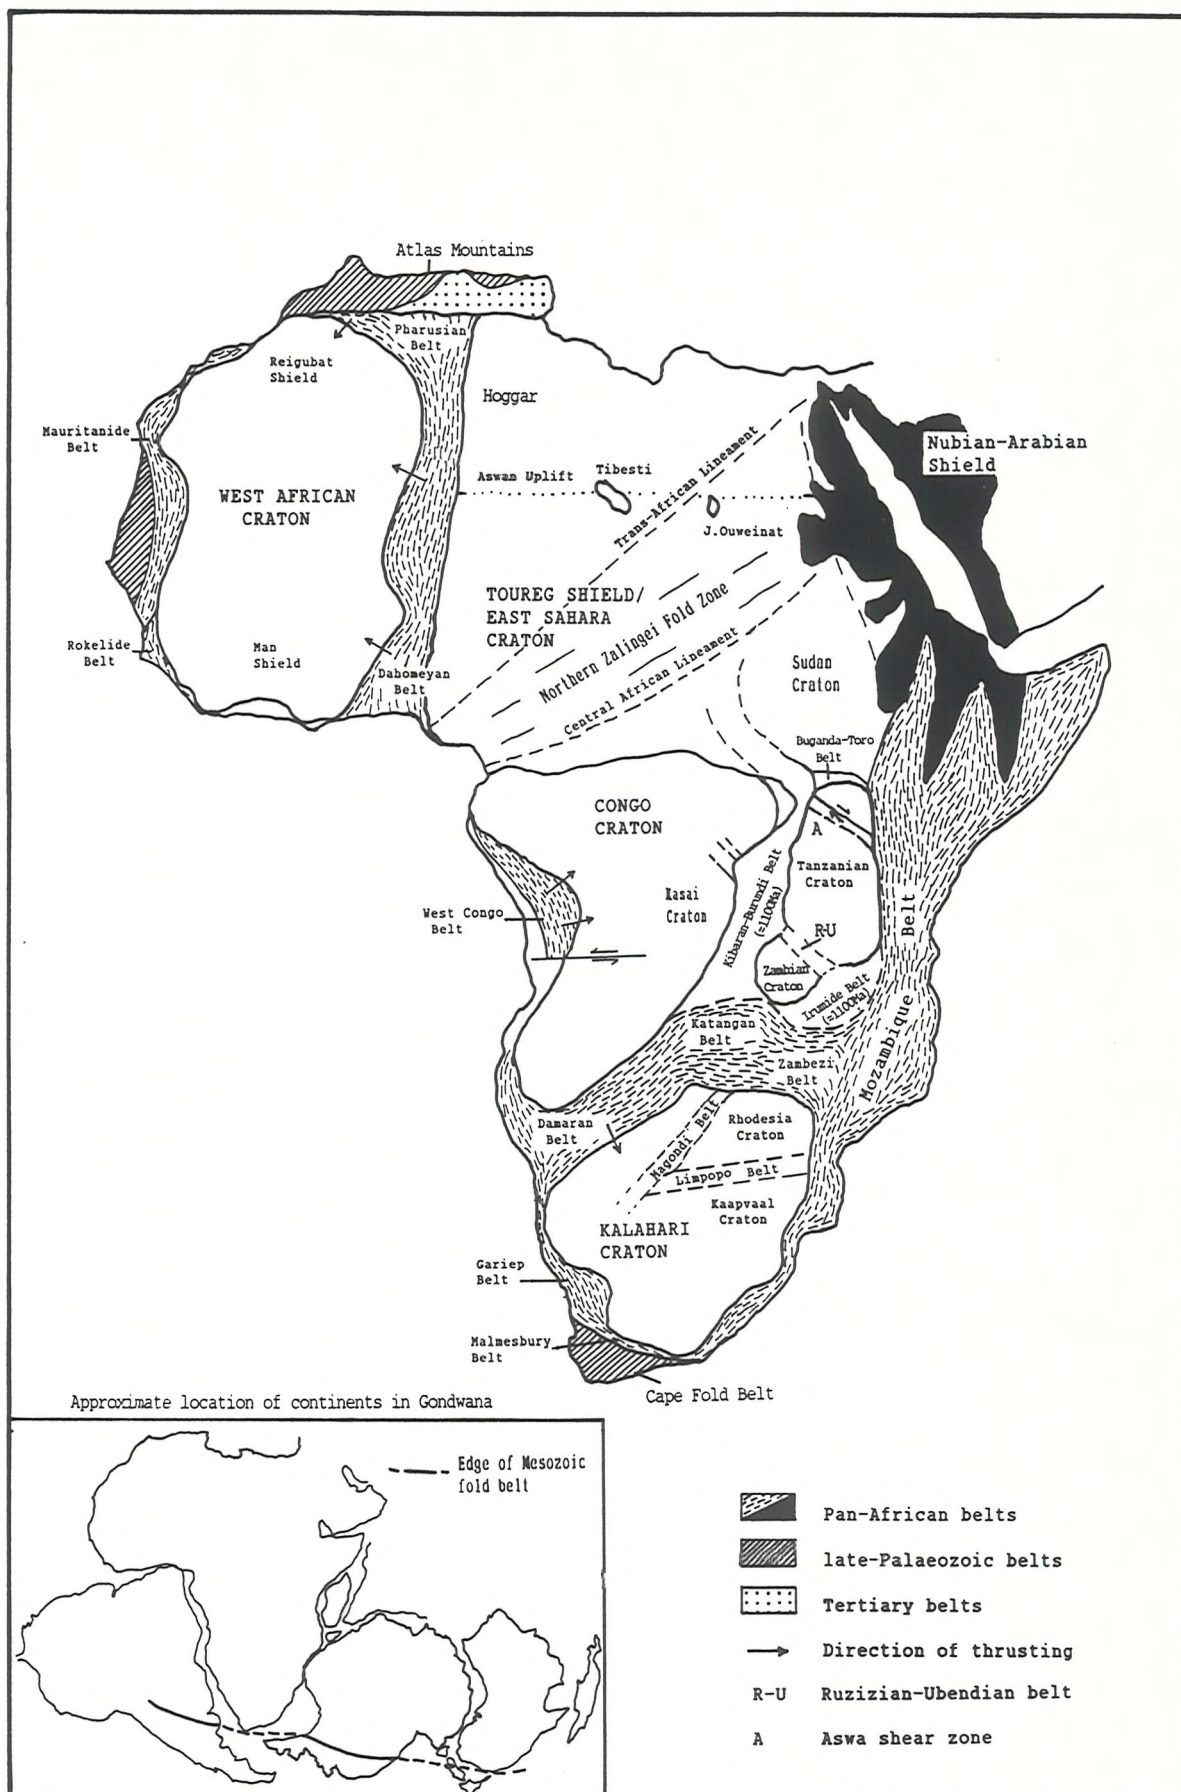 Atlas Mountains
Pharusian
Belt
Reigubat
Shield
Hoggar
Mauritanide
Belt
Nubian-Arabian
Shield
WEST AFRICAN
CRATON
Aswan Uplift
Tibesti
Trans-African Lineament
J.Ouweinat
TOUREG SHIELD/
EAST SAHARA
CRATON
Northern Zalingei Fold Zone
Central African Lineament
Rokelide
Belt
Man
Shield
Dahomeyan
Belt
Sudan
Craton
Buganda-Toro
Belt
CONGO
CRATON
A
Tanzanian
Craton
Kasai
Craton
Kibaran-Burundi Belt
(≈1100Ma)
West Congo
Belt
R-U
Zambian
Craton
Irumide Belt
(≈1100Ma)
Mozambique Belt
Katangan
Belt
Zambezi
Belt
Damaran
Belt
Magondi Belt
Rhodesia
Craton
Limpopo Belt
Kaapvaal
Craton
KALAHARI
CRATON
Gariep
Belt
Malmesbury
Belt
Cape Fold Belt
Approximate location of continents in Gondwana
Edge of Mesozoic
fold belt
Pan-African belts
late-Palaeozoic belts
Tertiary belts
Direction of thrusting
R-U Ruzizian-Ubendian belt
A Aswa shear zone